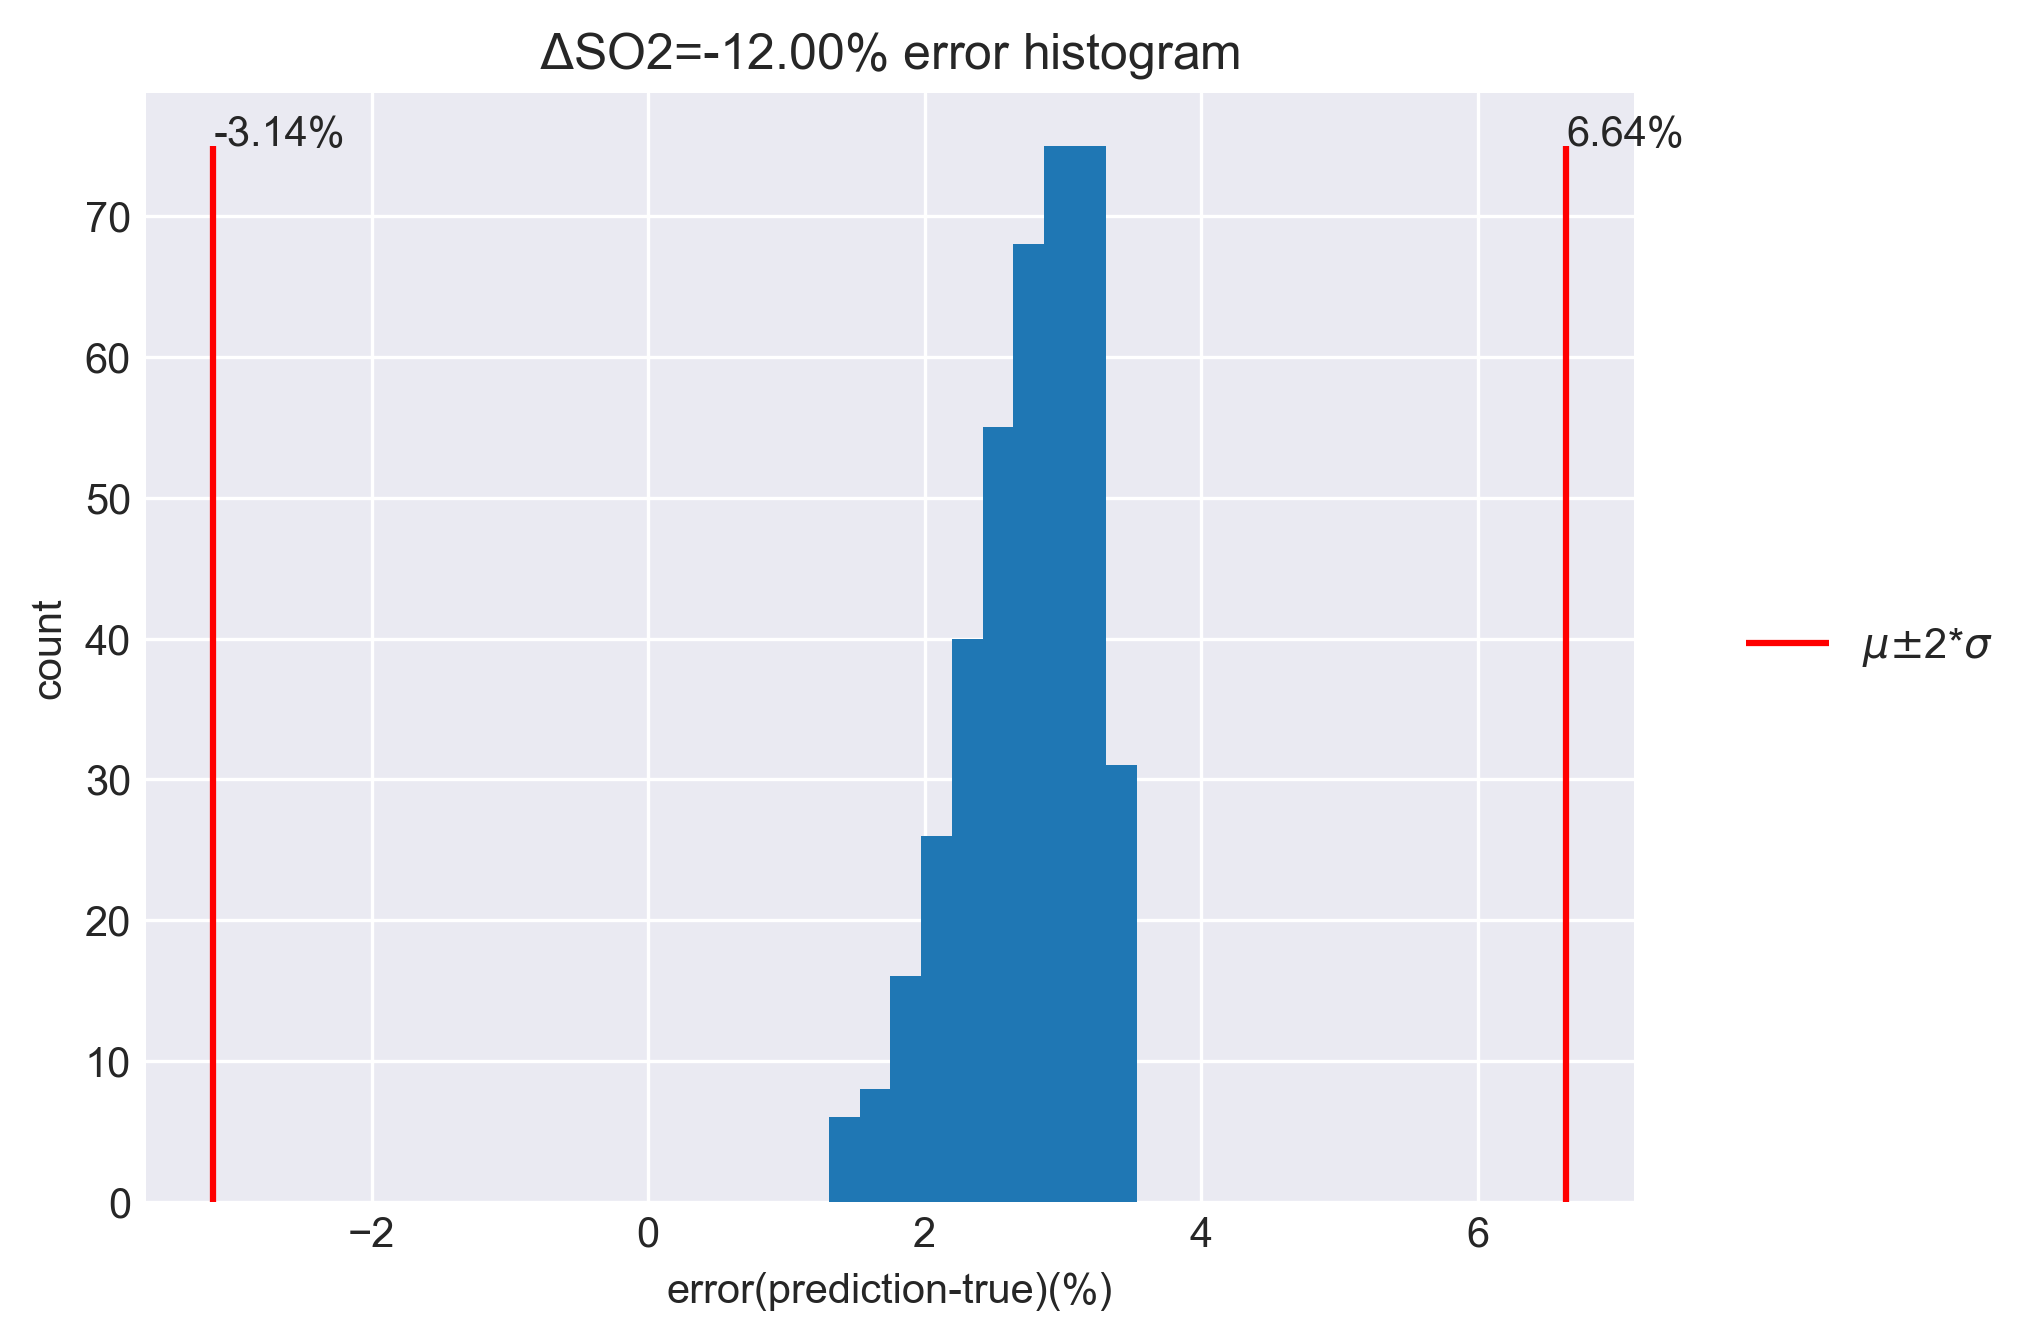 ΔSO2=-12.00% error histogram
-3.14%
6.64%
70
60
50
40
30
20
10
0
count
−2 0 2 4 6
error(prediction-true)(%)
μ±2*σ